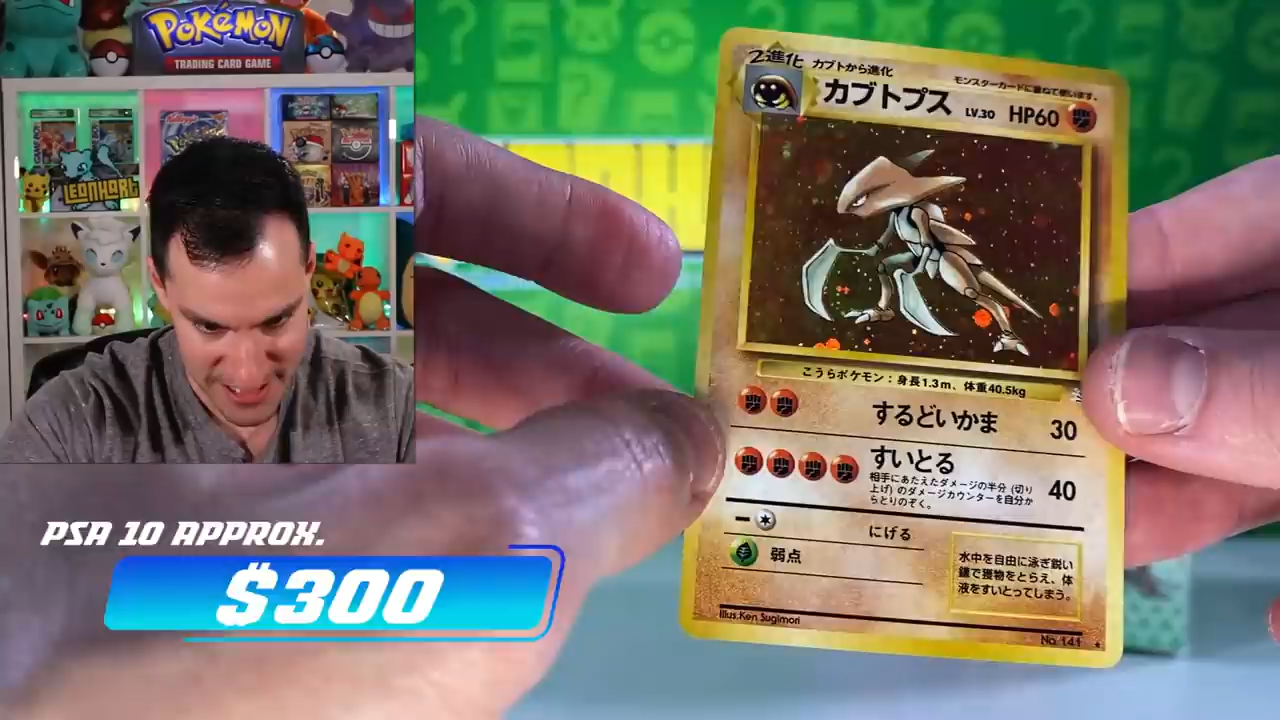 POKéMON
TRADING CARD GAME
LEONHART
2進化 カブトから進化
モンスターカードに重ねて使います。
カブトプス LV.30 HP60
こうらポケモン：身長1.3m、体重40.5kg
するどいかま 30
すいとる 40
相手にあたえたダメージの半分（切り
上げ）のダメージカウンターを自分か
らとりのぞく。
にげる
弱点
水中を自由に泳ぎ鋭い
鎌で獲物をとらえ、体
液をすいとってしまう。
Illus.Ken Sugimori
No. 141
PSA 10 APPROX.
$300